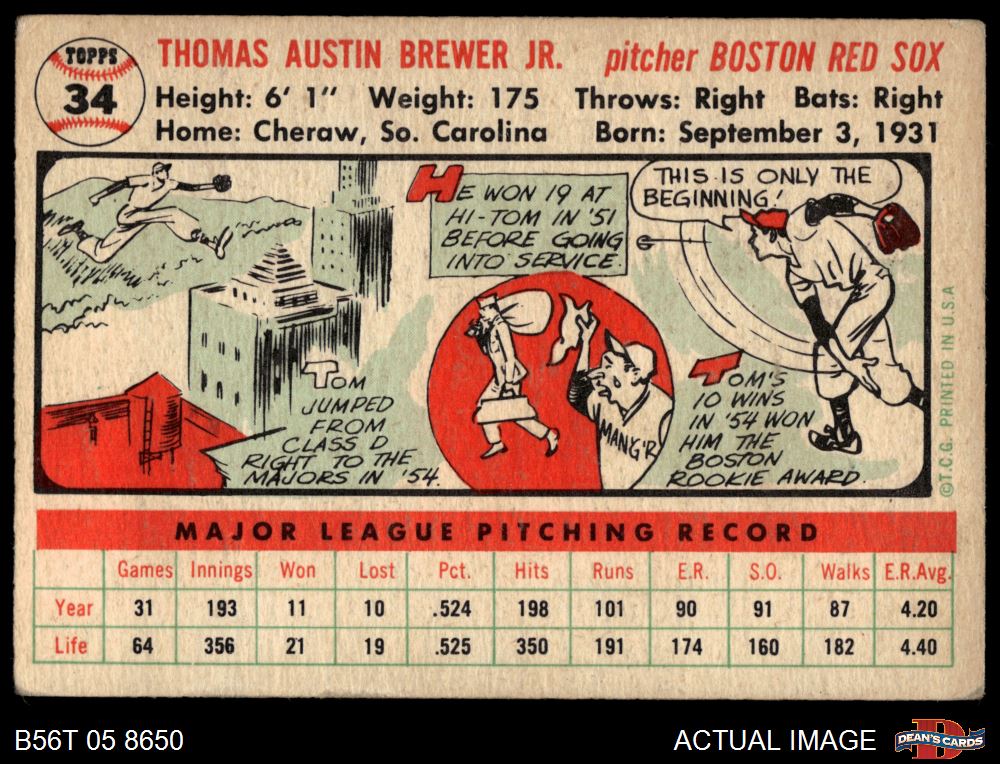 TOPPS
34
THOMAS AUSTIN BREWER JR. pitcher BOSTON RED SOX
Height: 6' 1" Weight: 175 Throws: Right Bats: Right
Home: Cheraw, So. Carolina Born: September 3, 1931
TOM
JUMPED
FROM
CLASS D
RIGHT TO THE
MAJORS IN '54.
HE WON 19 AT
HI-TOM IN '51
BEFORE GOING
INTO SERVICE.
MANG'R
THIS IS ONLY THE
BEGINNING!
TOM'S
10 WINS
IN '54 WON
HIM THE
BOSTON
ROOKIE AWARD.
©T.C.G. PRINTED IN U.S.A
MAJOR LEAGUE PITCHING RECORD
Games Innings Won Lost Pct. Hits Runs E.R. S.O. Walks E.R.Avg.
Year 31 193 11 10 .524 198 101 90 91 87 4.20
Life 64 356 21 19 .525 350 191 174 160 182 4.40
B56T 05 8650
ACTUAL IMAGE
DEAN'S CARDS